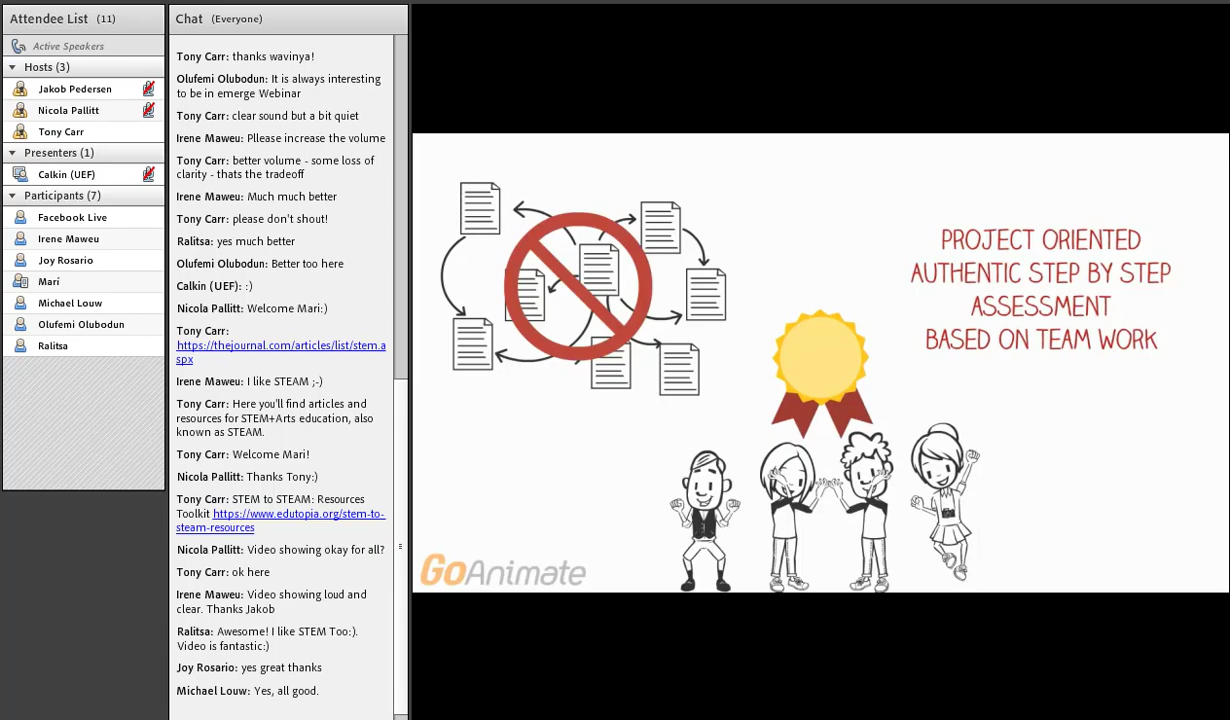 Attendee List (11)
Active Speakers
Hosts (3)
Jakob Pedersen
Nicola Pallitt
Tony Carr
Presenters (1)
Calkin (UEF)
Participants (7)
Facebook Live
Irene Maweu
Joy Rosario
Mari
Michael Louw
Olufemi Olubodun
Ralitsa
Chat (Everyone)
Tony Carr: thanks wavinya!
Olufemi Olubodun: It is always interesting
to be in emerge Webinar
Tony Carr: clear sound but a bit quiet
Irene Maweu: Pllease increase the volume
Tony Carr: better volume - some loss of
clarity - thats the tradeoff
Irene Maweu: Much much better
Tony Carr: please don't shout!
Ralitsa: yes much better
Olufemi Olubodun: Better too here
Calkin (UEF): :)
Nicola Pallitt: Welcome Mari:)
Tony Carr:
https://thejournal.com/articles/list/stem.a
spx
Irene Maweu: I like STEAM ;-)
Tony Carr: Here you'll find articles and
resources for STEM+Arts education, also
known as STEAM.
Tony Carr: Welcome Mari!
Nicola Pallitt: Thanks Tony:)
Tony Carr: STEM to STEAM: Resources
Toolkit https://www.edutopia.org/stem-to-
steam-resources
Nicola Pallitt: Video showing okay for all?
Tony Carr: ok here
Irene Maweu: Video showing loud and
clear. Thanks Jakob
Ralitsa: Awesome! I like STEM Too:).
Video is fantastic:)
Joy Rosario: yes great thanks
Michael Louw: Yes, all good.
PROJECT ORIENTED
AUTHENTIC STEP BY STEP
ASSESSMENT
BASED ON TEAM WORK
GoAnimate